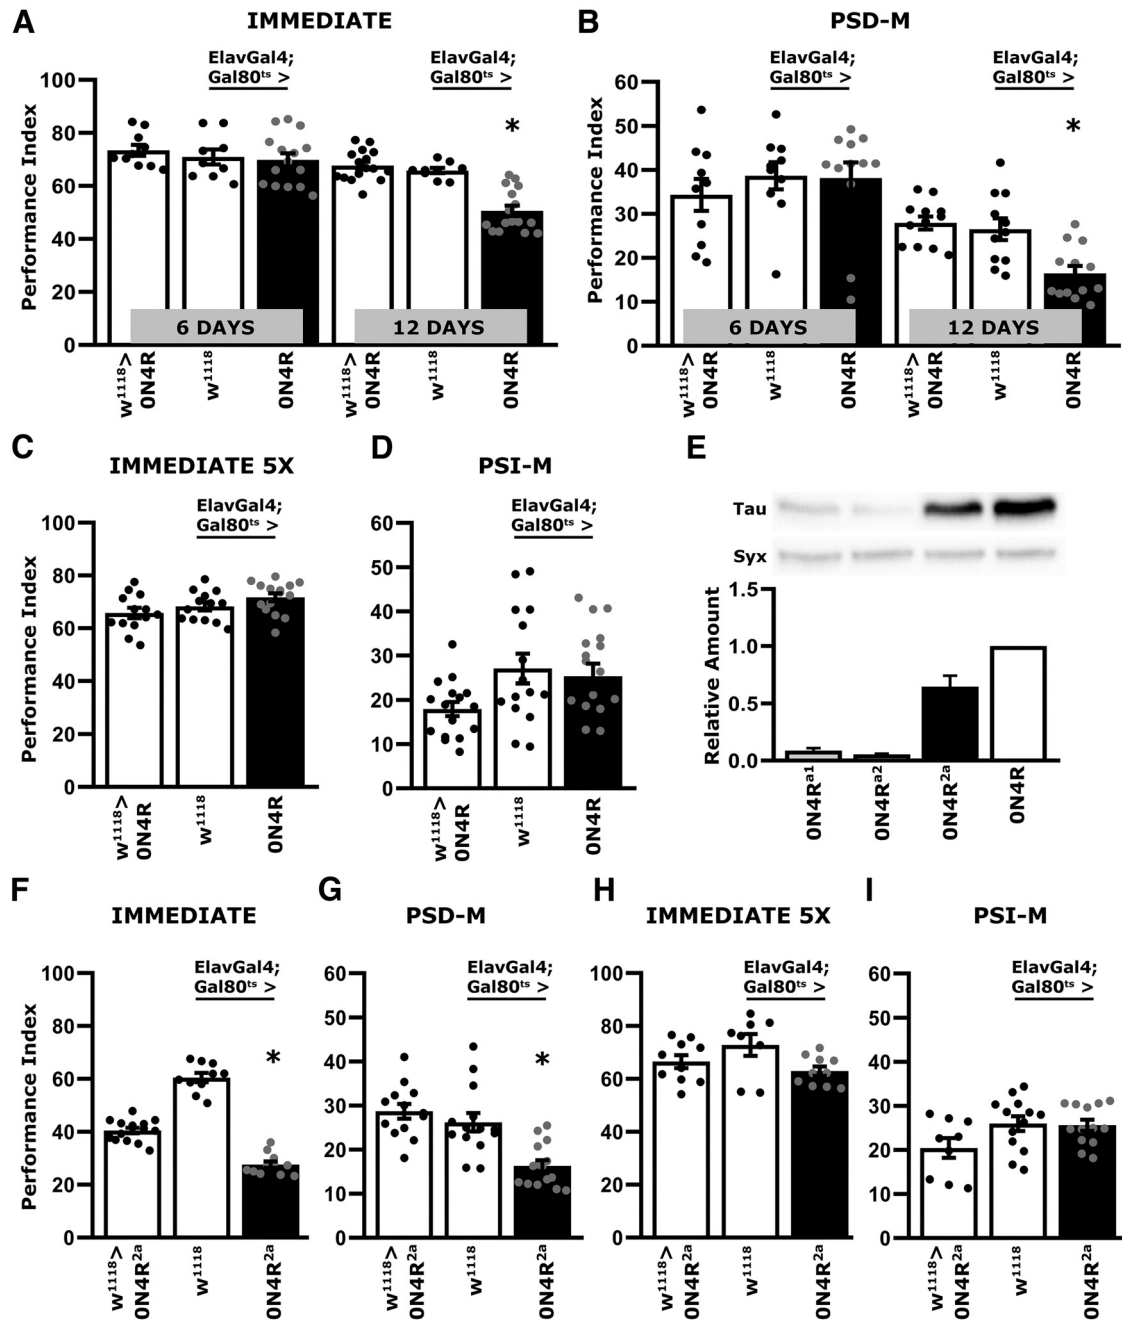 A
IMMEDIATE
ElavGal4;
Gal80ts >
ElavGal4;
Gal80ts >
*
Performance Index
100
80
60
40
20
0
6 DAYS
12 DAYS
w1118>
0N4R
w1118
0N4R
w1118>
0N4R
w1118
0N4R
B
PSD-M
ElavGal4;
Gal80ts >
ElavGal4;
Gal80ts >
*
Performance Index
60
50
40
30
20
10
0
6 DAYS
12 DAYS
w1118>
0N4R
w1118
0N4R
w1118>
0N4R
w1118
0N4R
C
IMMEDIATE 5X
ElavGal4;
Gal80ts >
Performance Index
100
80
60
40
20
0
w1118>
0N4R
w1118
0N4R
D
PSI-M
ElavGal4;
Gal80ts >
60
50
40
30
20
10
0
w1118>
0N4R
w1118
0N4R
E
Tau
Syx
Relative Amount
1.5
1.0
0.5
0.0
0N4Ra1
0N4Ra2
0N4R2a
0N4R
F
IMMEDIATE
ElavGal4;
Gal80ts >
*
Performance Index
100
80
60
40
20
0
w1118>
0N4R2a
w1118
0N4R2a
G
PSD-M
ElavGal4;
Gal80ts >
*
60
50
40
30
20
10
0
w1118>
0N4R2a
w1118
0N4R2a
H
IMMEDIATE 5X
ElavGal4;
Gal80ts >
100
80
60
40
20
0
w1118>
0N4R2a
w1118
0N4R2a
I
PSI-M
ElavGal4;
Gal80ts >
60
50
40
30
20
10
0
w1118>
0N4R2a
w1118
0N4R2a